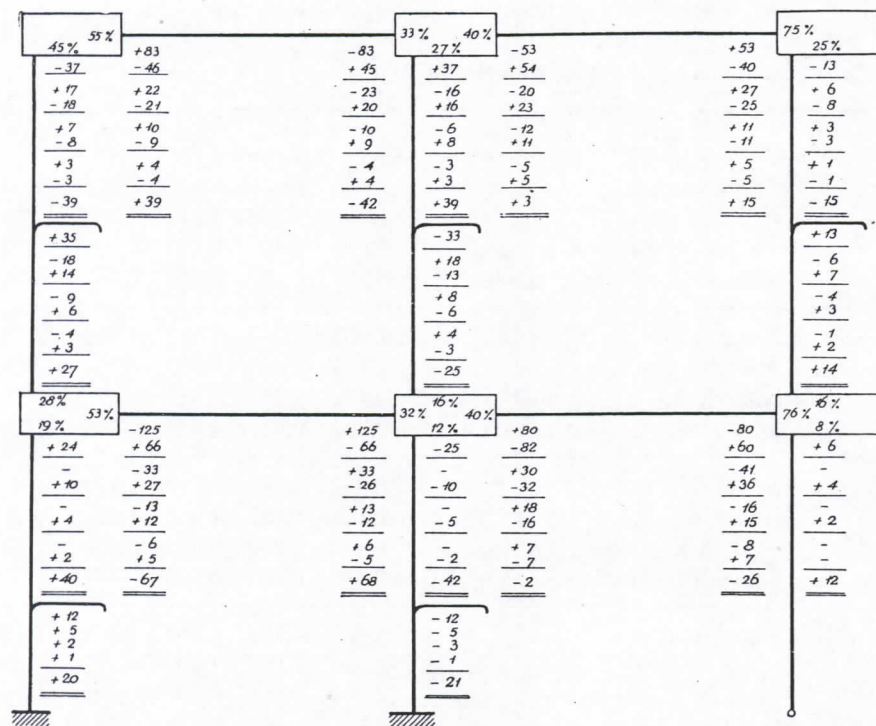 55% 33% 40% 75%
45% +83 -83 27% -53 +53 25%
-37 -46 +45 +37 +54 -40 -13
+17 +22 -23 -16 -20 +27 +6
-18 -21 +20 +16 +23 -25 -8
+7 +10 -10 -6 -12 +11 +3
-8 -9 +9 +8 +11 -11 -3
+3 +4 -4 -3 -5 +5 +1
-3 -4 +4 +3 +5 -5 -1
-39 +39 -42 +39 +3 +15 -15
+35 -33 +13
-18 +18 -6
+14 -13 +7
-9 +8 -4
+6 -6 +3
-4 +4 -1
+3 -3 +2
+27 -25 +14
28% 16% 16%
53% 32% 40% 76%
19% -125 +125 12% +80 -80 8%
+24 +66 -66 -25 -82 +60 +6
- -33 +33 - +30 -41 -
+10 +27 -26 -10 -32 +36 +4
- -13 +13 - +18 -16 -
+4 +12 -12 -5 -16 +15 +2
- -6 +6 - +7 -8 -
+2 +5 -5 -2 -7 +7 -
+40 -67 +68 -42 -2 -26 +12
+12 -12
+5 -5
+2 -3
+1 -1
+20 -21